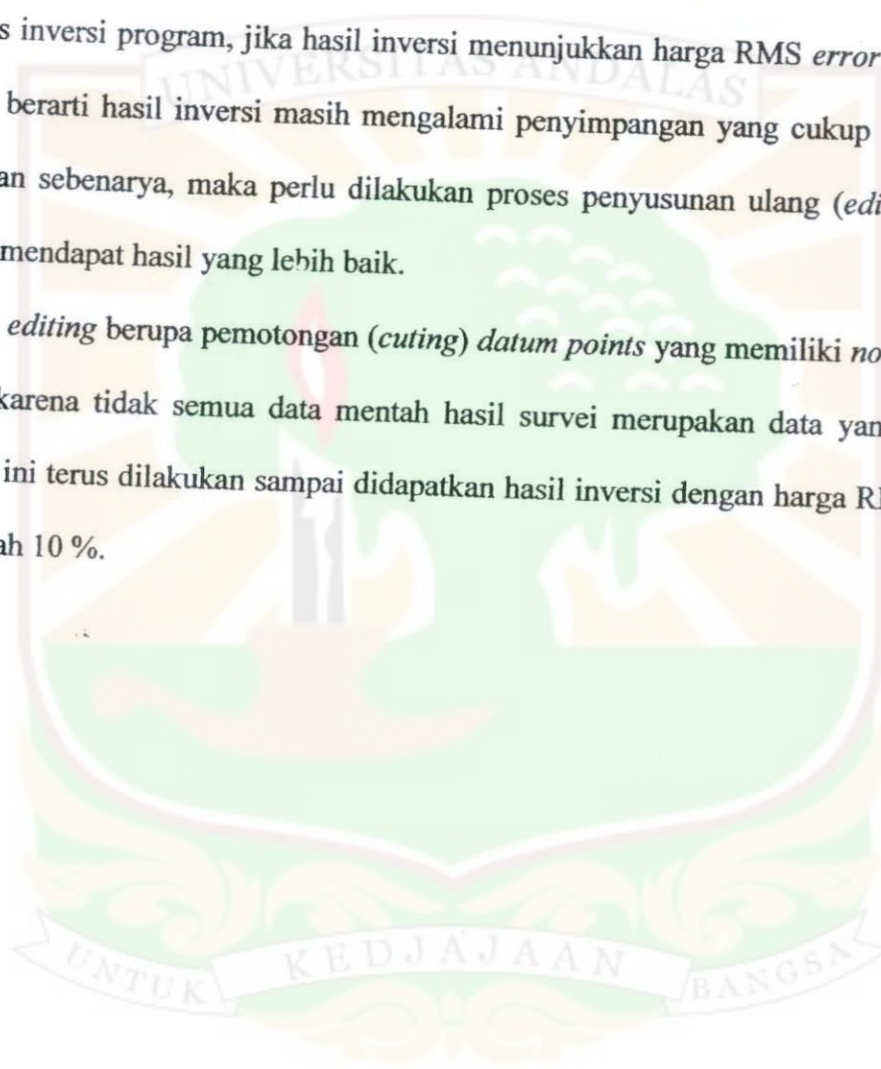 s inversi program, jika hasil inversi menunjukkan harga RMS error
UNIVERSITAS ANDALAS
berarti hasil inversi masih mengalami penyimpangan yang cukup
an sebenarya, maka perlu dilakukan proses penyusunan ulang (edi
mendapat hasil yang lebih baik.
editing berupa pemotongan (cuting) datum points yang memiliki no
karena tidak semua data mentah hasil survei merupakan data yan
ini terus dilakukan sampai didapatkan hasil inversi dengan harga R
ah 10 %.
UNTUK KEDJAJAAN BANGSA